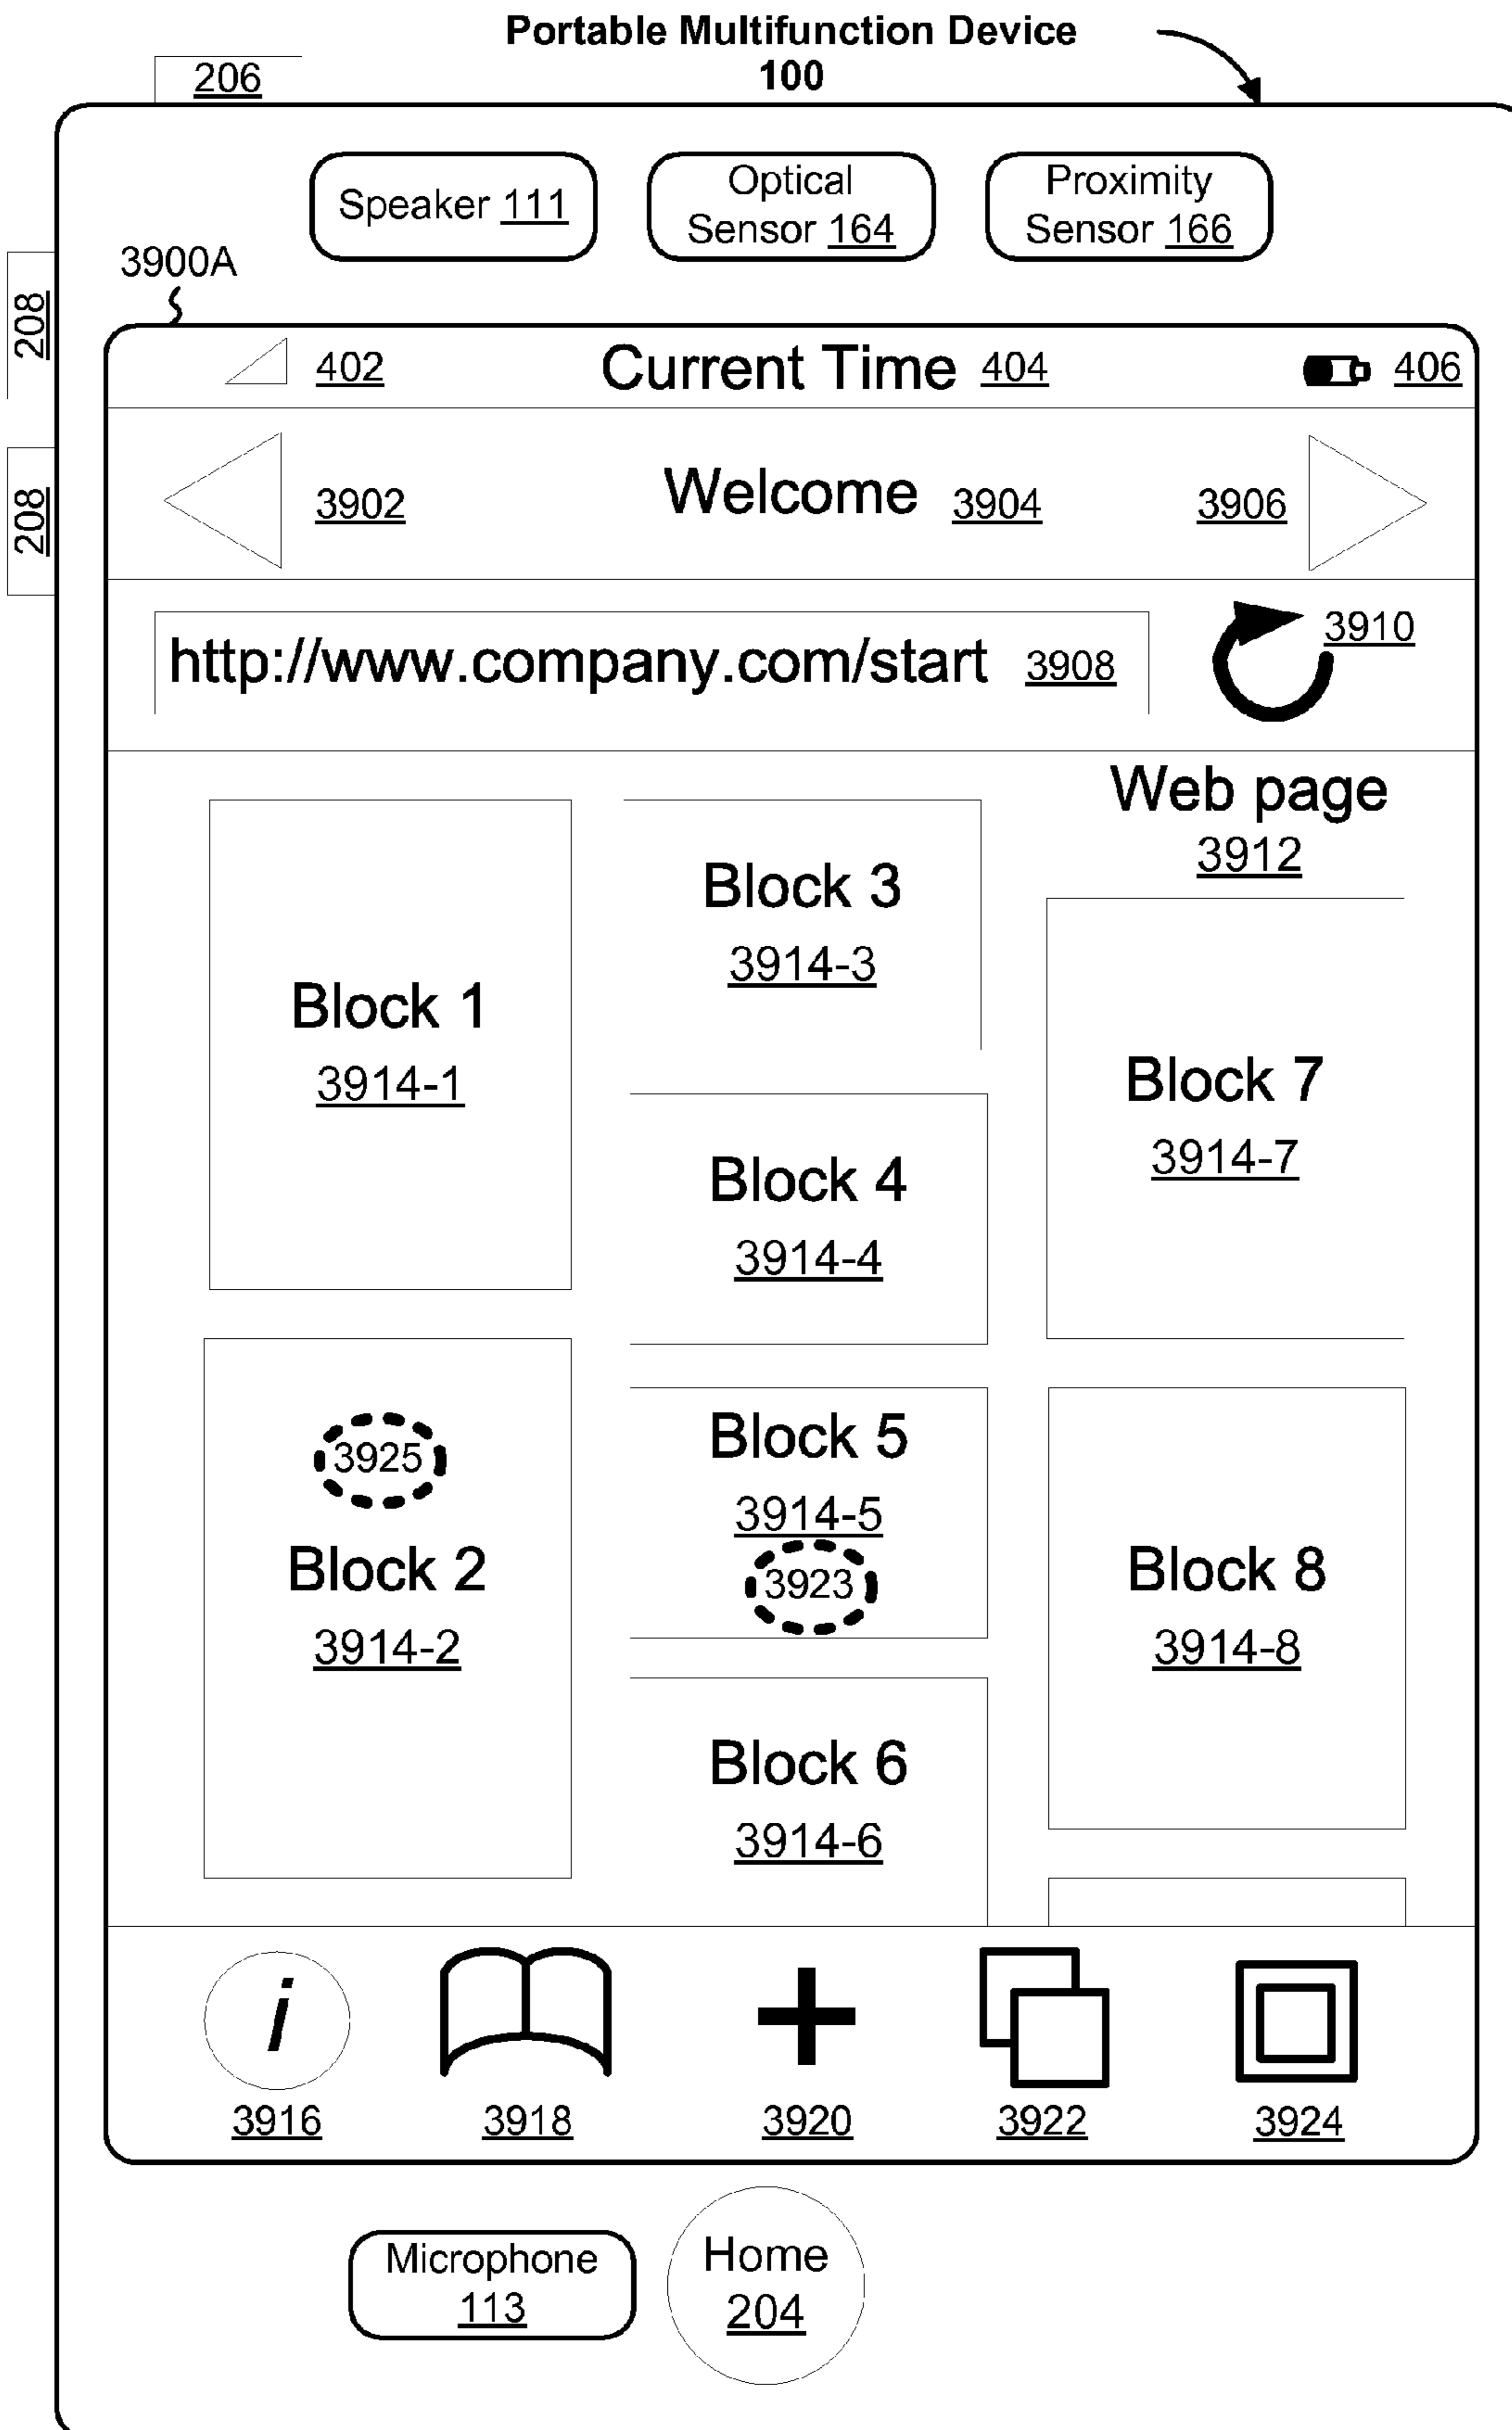 Portable Multifunction Device
100
206
Speaker 111
Optical
Sensor 164
Proximity
Sensor 166
3900A
208
208
402
Current Time 404
406
3902
Welcome 3904
3906
http://www.company.com/start 3908
3910
Web page
3912
Block 1
3914-1
Block 3
3914-3
Block 7
3914-7
Block 4
3914-4
3925
Block 2
3914-2
Block 5
3914-5
3923
Block 8
3914-8
Block 6
3914-6
i
3916
3918
3920
3922
3924
Microphone
113
Home
204